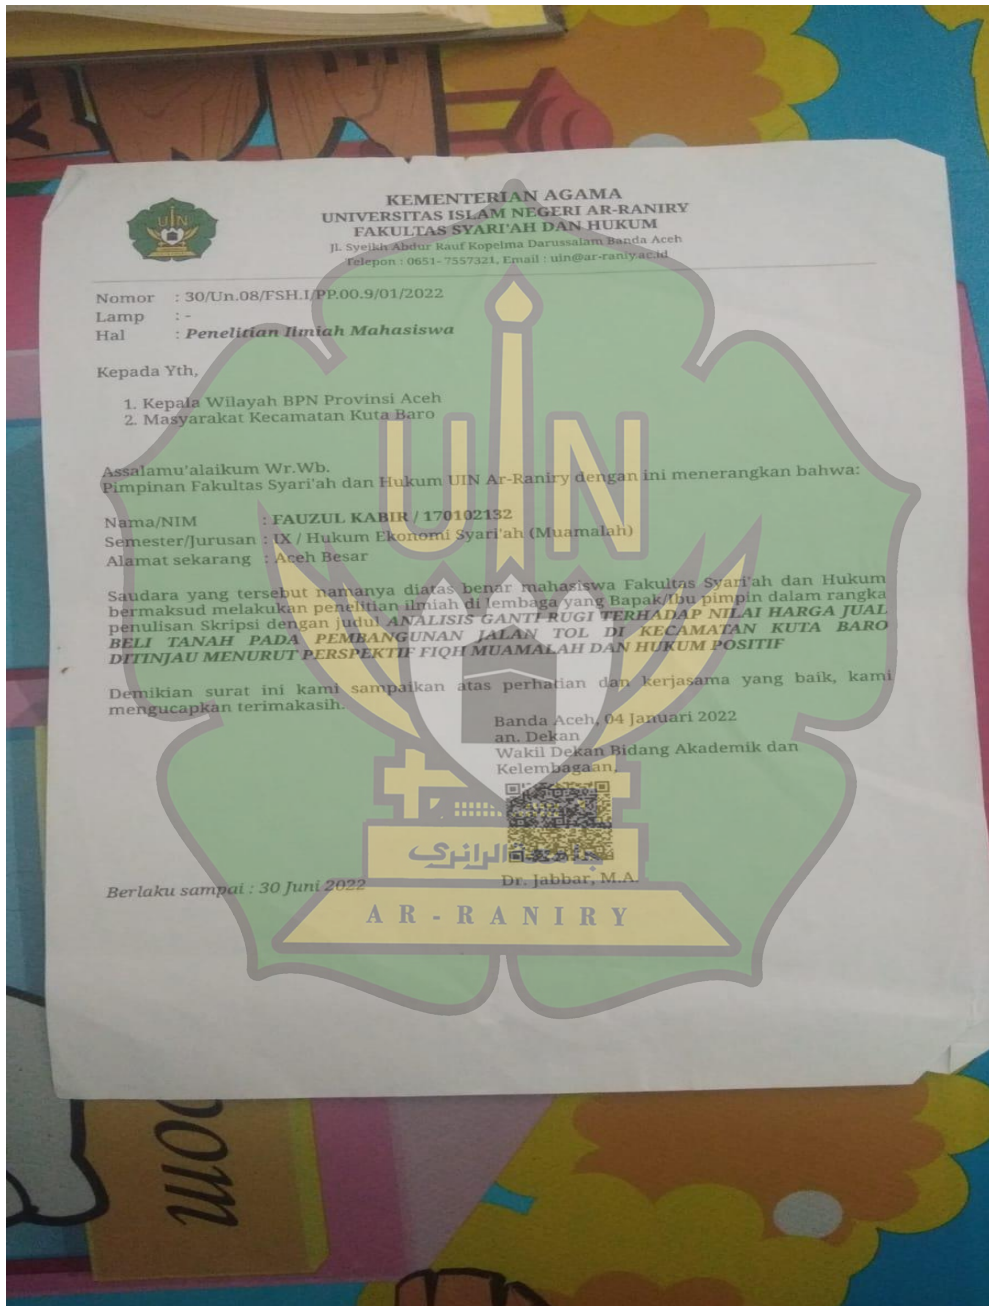 KEMENTERIAN AGAMA
UNIVERSITAS ISLAM NEGERI AR-RANIRY
FAKULTAS SYARI'AH DAN HUKUM
Jl. Syeikh Abdur Rauf Kopelma Darussalam Banda Aceh
Telepon : 0651- 7557321, Email : uin@ar-raniy.ac.id
UIN
Nomor : 30/Un.08/FSH.I/PP.00.9/01/2022
Lamp : -
Hal : Penelitian Ilmiah Mahasiswa
Kepada Yth,
1. Kepala Wilayah BPN Provinsi Aceh
2. Masyarakat Kecamatan Kuta Baro
UIN
Assalamu'alaikum Wr.Wb.
Pimpinan Fakultas Syari'ah dan Hukum UIN Ar-Raniry dengan ini menerangkan bahwa:
Nama/NIM : FAUZUL KABIR / 170102132
Semester/Jurusan : IX / Hukum Ekonomi Syari'ah (Muamalah)
Alamat sekarang : Aceh Besar
Saudara yang tersebut namanya diatas benar mahasiswa Fakultas Syari'ah dan Hukum
bermaksud melakukan penelitian ilmiah di lembaga yang Bapak/Ibu pimpin dalam rangka
penulisan Skripsi dengan judul ANALISIS GANTI RUGI TERHADAP NILAI HARGA JUAL
BELI TANAH PADA PEMBANGUNAN JALAN TOL DI KECAMATAN KUTA BARO
DITINJAU MENURUT PERSPEKTIF FIQH MUAMALAH DAN HUKUM POSITIF
Demikian surat ini kami sampaikan atas perhatian dan kerjasama yang baik, kami
mengucapkan terimakasih.
Banda Aceh, 04 Januari 2022
an. Dekan
Wakil Dekan Bidang Akademik dan
Kelembagaan,
جامعة الرانري
Dr. Jabbar, M.A.
Berlaku sampai : 30 Juni 2022
AR-RANIRY
oom